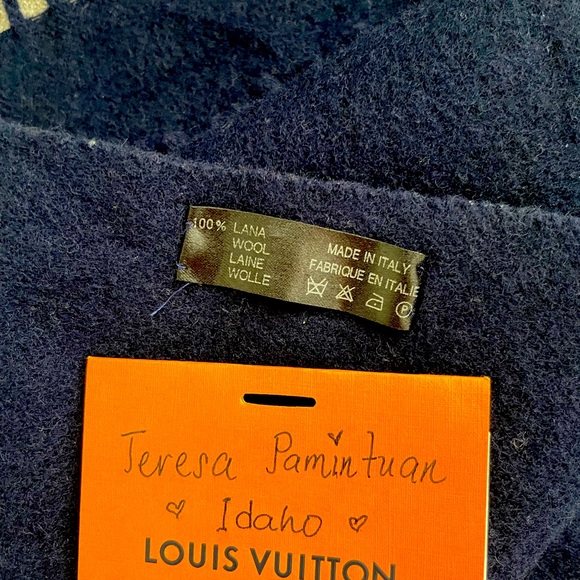 100% LANA
WOOL
LAINE
WOLLE
MADE IN ITALY
FABRIQUE EN ITALIE
P
Teresa Pamintuan
Idaho
LOUIS VUITTON